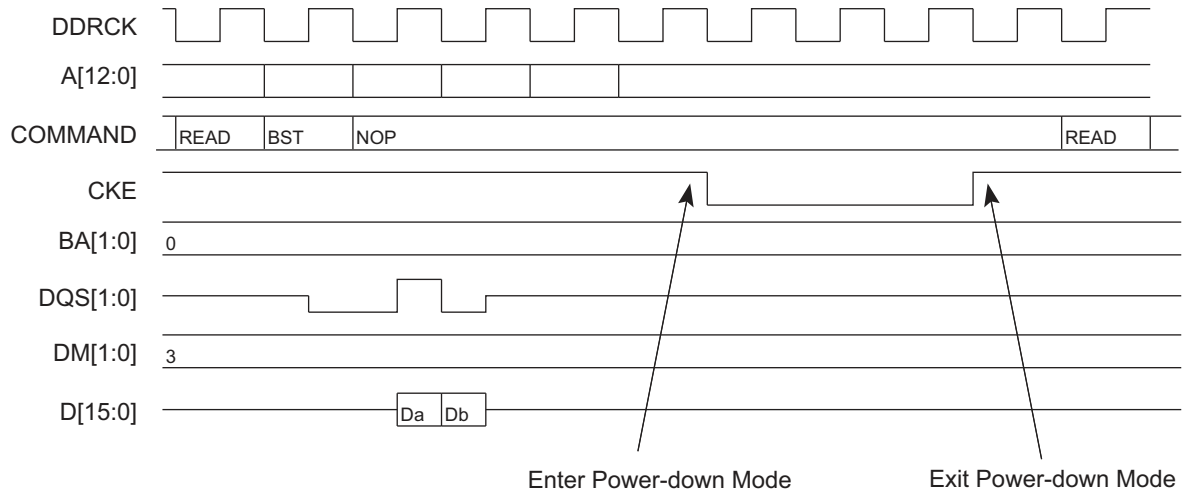 DDRCK
A[12:0]
COMMAND READ BST NOP READ
CKE
BA[1:0] 0
DQS[1:0]
DM[1:0] 3
D[15:0] Da Db
Enter Power-down Mode Exit Power-down Mode